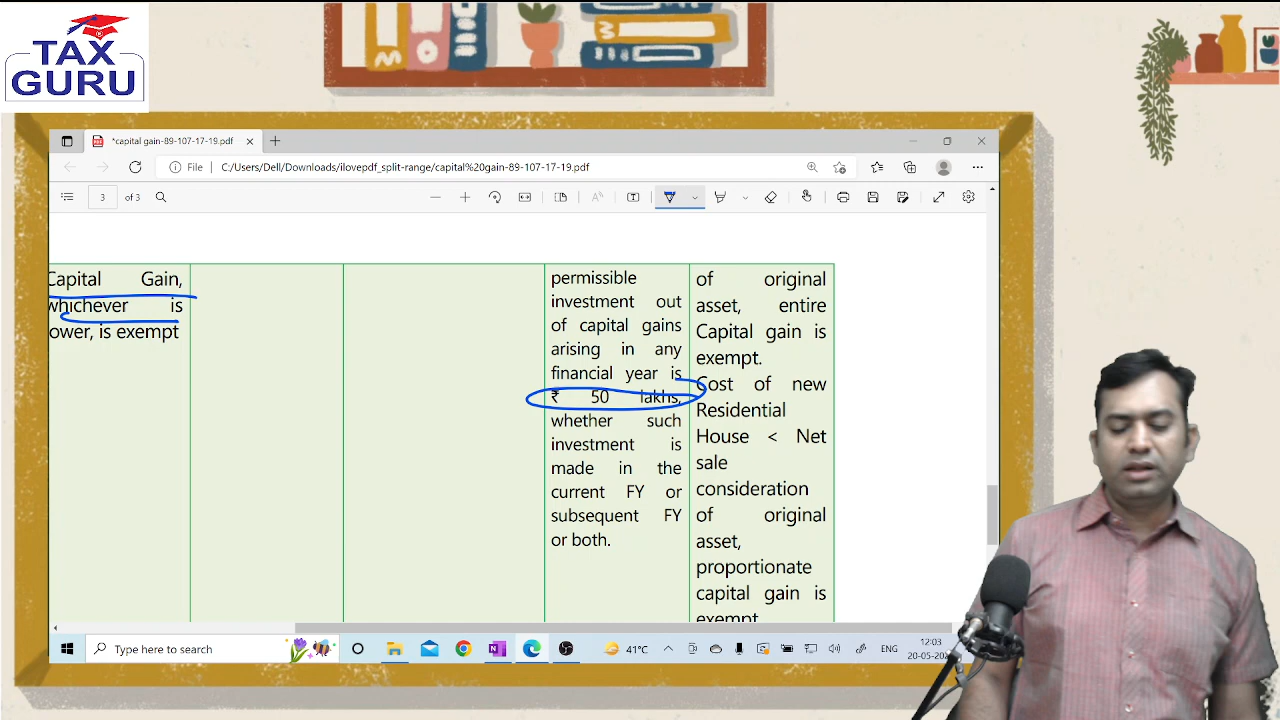 TAX
GURU
*capital gain-89-107-17-19.pdf
File
C:/Users/Dell/Downloads/ilovepdf_split-range/capital%20gain-89-107-17-19.pdf
3
of 3
Capital Gain,
whichever is
ower, is exempt
permissible
investment out
of capital gains
arising in any
financial year is
₹ 50 lakhs,
whether such
investment is
made in the
current FY or
subsequent FY
or both.
of original
asset, entire
Capital gain is
exempt.
Cost of new
Residential
House < Net
sale
consideration
of original
asset,
proportionate
capital gain is
exempt
Type here to search
41°C
ENG
12:03